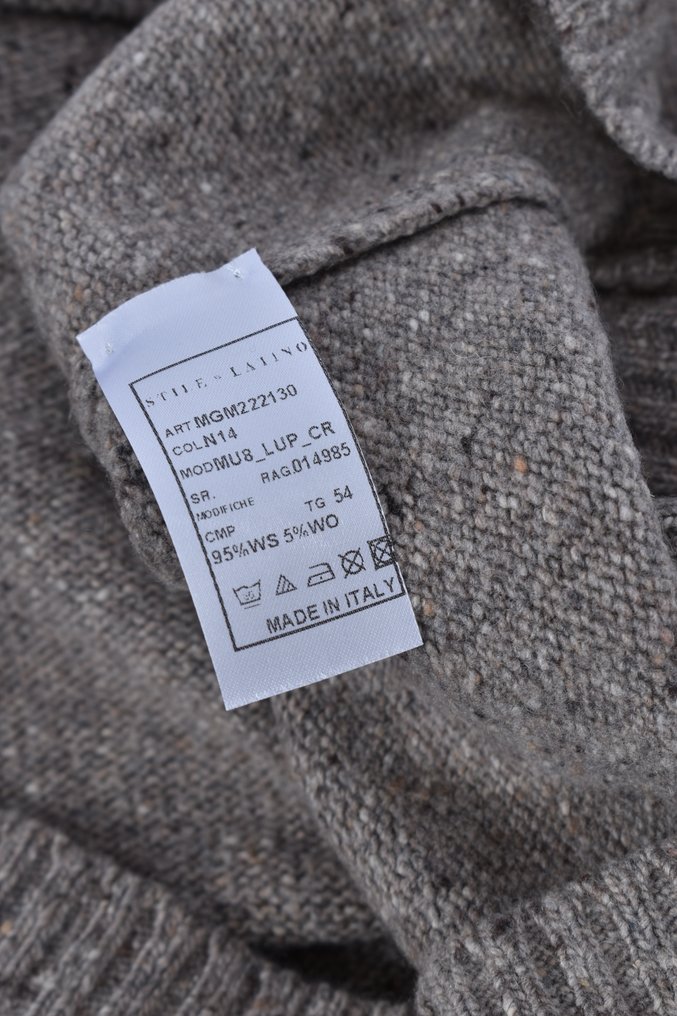 STILE LATINO
ART MGM222130
COL N14
MOD MU8_LUP_CR
SR. RAG. 014985
MODIFICHE TG 54
CMP
95%WS 5%WO
MADE IN ITALY